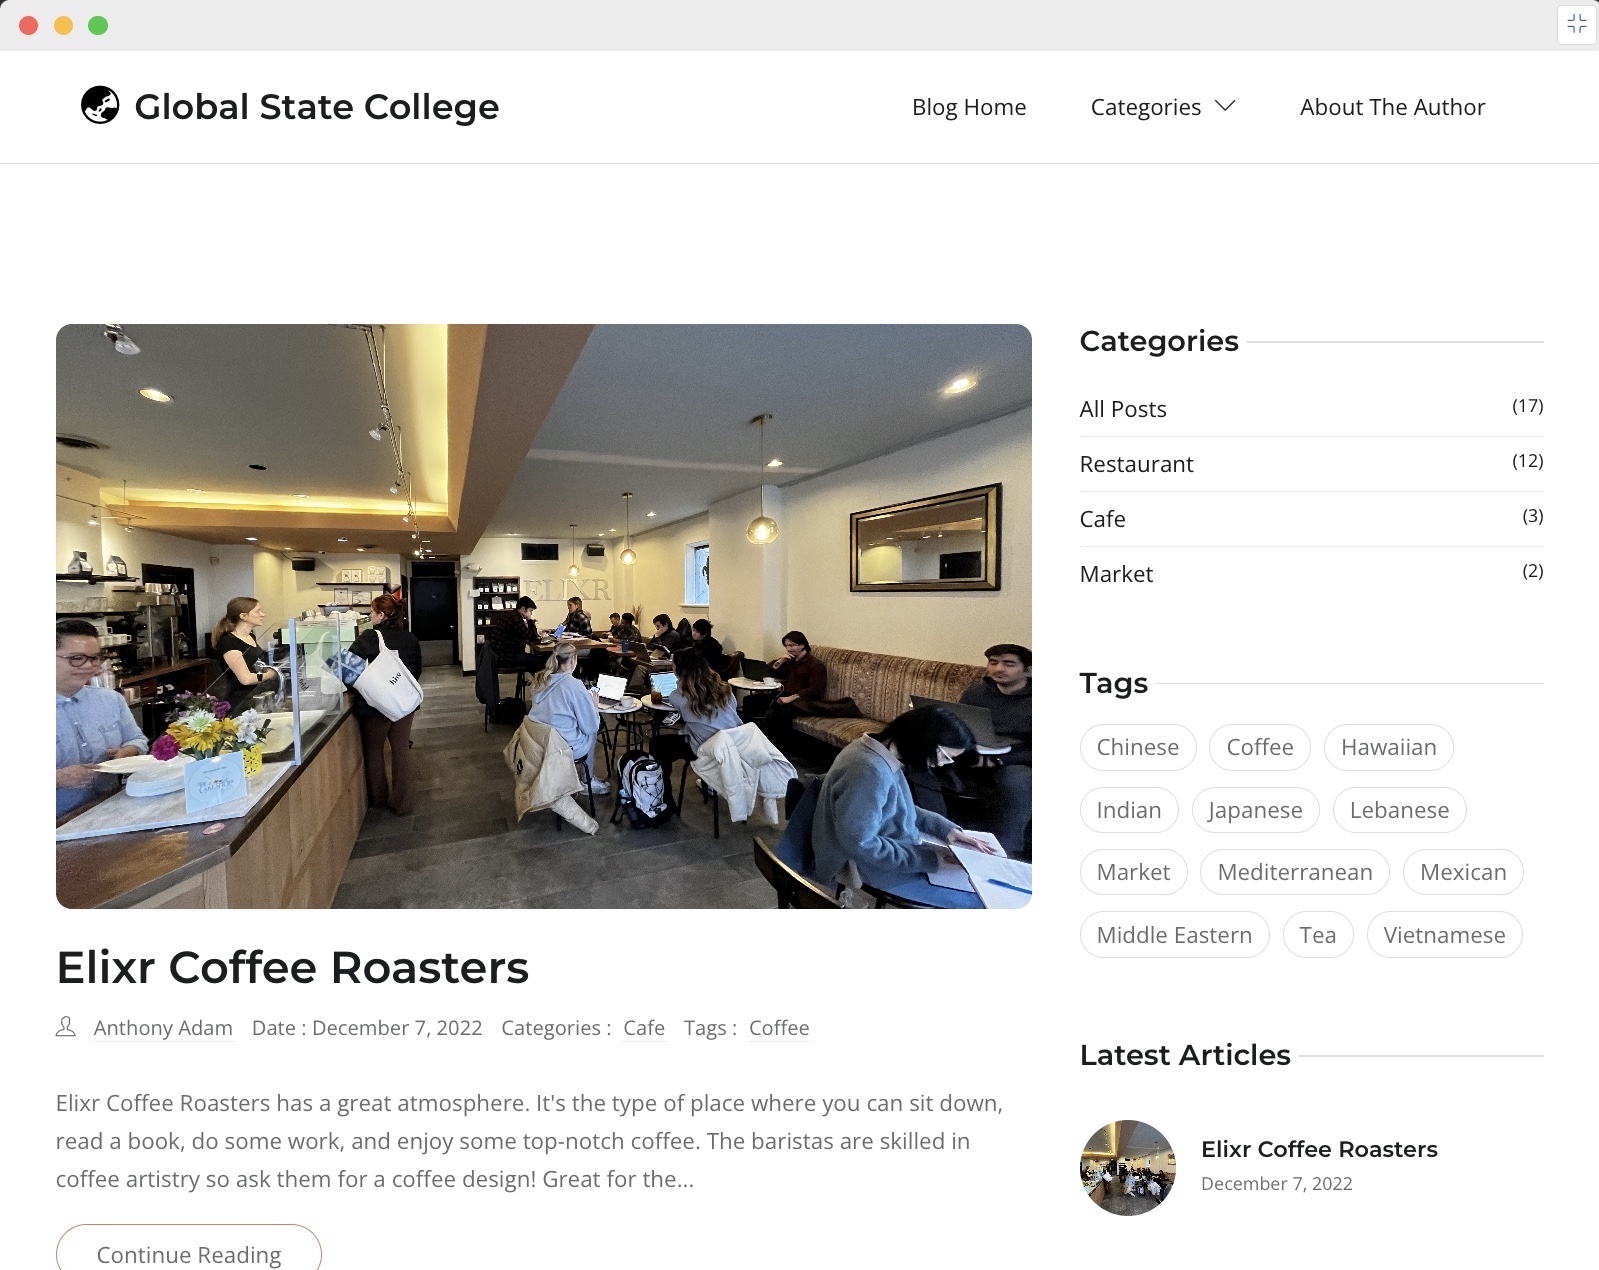 Global State College
Blog Home
Categories
About The Author
ELIXR
Elixr Coffee Roasters
Anthony Adam Date : December 7, 2022 Categories : Cafe Tags : Coffee
Elixr Coffee Roasters has a great atmosphere. It's the type of place where you can sit down,
read a book, do some work, and enjoy some top-notch coffee. The baristas are skilled in
coffee artistry so ask them for a coffee design! Great for the...
Continue Reading
Categories
All Posts (17)
Restaurant (12)
Cafe (3)
Market (2)
Tags
Chinese Coffee Hawaiian
Indian Japanese Lebanese
Market Mediterranean Mexican
Middle Eastern Tea Vietnamese
Latest Articles
Elixr Coffee Roasters
December 7, 2022